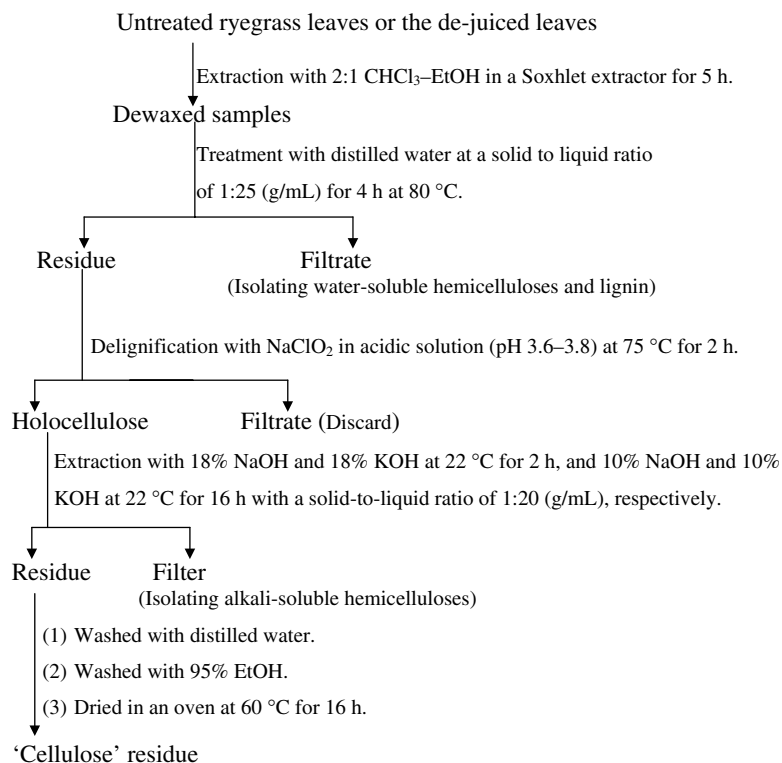 Untreated ryegrass leaves or the de-juiced leaves
Extraction with 2:1 CHCl₃–EtOH in a Soxhlet extractor for 5 h.
Dewaxed samples
Treatment with distilled water at a solid to liquid ratio
of 1:25 (g/mL) for 4 h at 80 °C.
Residue Filtrate
(Isolating water-soluble hemicelluloses and lignin)
Delignification with NaClO₂ in acidic solution (pH 3.6–3.8) at 75 °C for 2 h.
Holocellulose Filtrate (Discard)
Extraction with 18% NaOH and 18% KOH at 22 °C for 2 h, and 10% NaOH and 10%
KOH at 22 °C for 16 h with a solid-to-liquid ratio of 1:20 (g/mL), respectively.
Residue Filter
(Isolating alkali-soluble hemicelluloses)
(1) Washed with distilled water.
(2) Washed with 95% EtOH.
(3) Dried in an oven at 60 °C for 16 h.
‘Cellulose’ residue